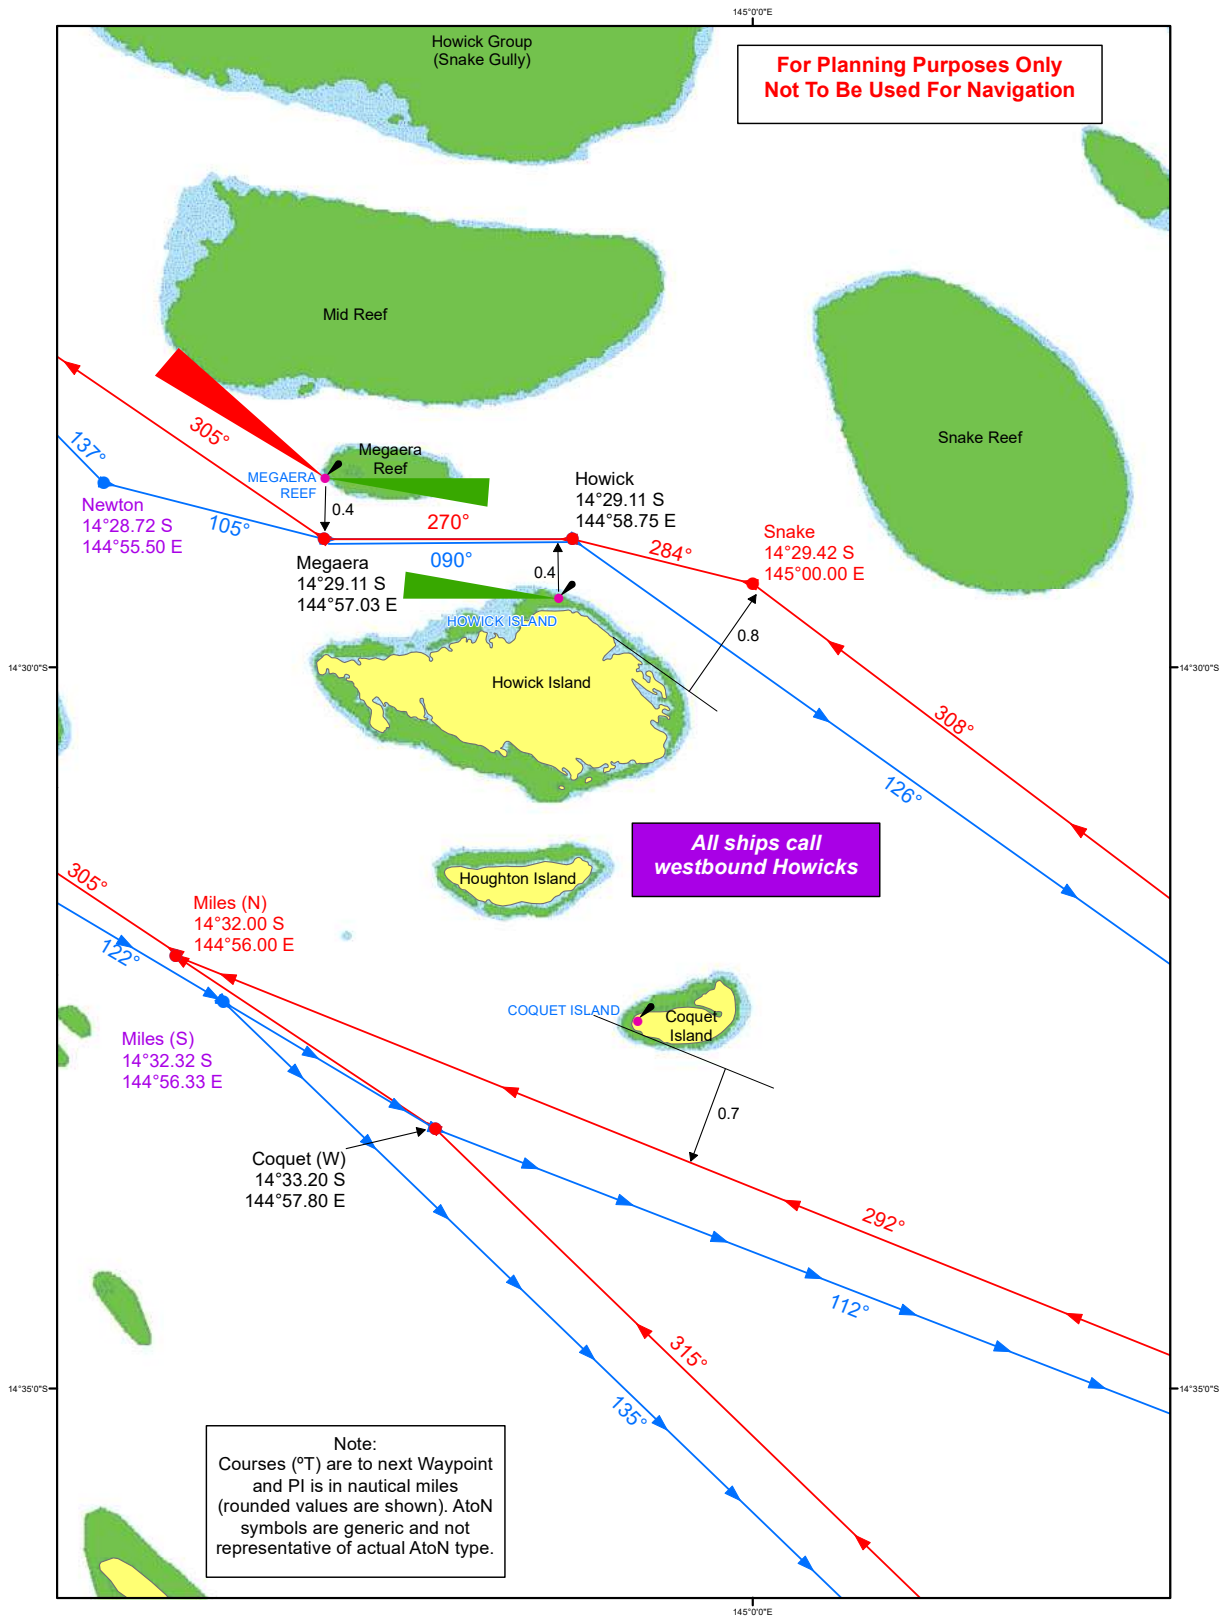 145°0'0"E
Howick Group
(Snake Gully)
For Planning Purposes Only
Not To Be Used For Navigation
Mid Reef
Snake Reef
305°
137°
Megaera
Reef
MEGAERA
REEF
0.4
Newton
14°28.72 S
144°55.50 E
105°
270°
090°
Howick
14°29.11 S
144°58.75 E
284°
Snake
14°29.42 S
145°00.00 E
Megaera
14°29.11 S
144°57.03 E
0.4
HOWICK ISLAND
0.8
14°30'0"S
14°30'0"S
Howick Island
308°
126°
All ships call
westbound Howicks
Houghton Island
305°
Miles (N)
14°32.00 S
144°56.00 E
122°
COQUET ISLAND
Coquet
Island
Miles (S)
14°32.32 S
144°56.33 E
0.7
Coquet (W)
14°33.20 S
144°57.80 E
292°
112°
315°
135°
14°35'0"S
14°35'0"S
Note:
Courses (ºT) are to next Waypoint
and PI is in nautical miles
(rounded values are shown). AtoN
symbols are generic and not
representative of actual AtoN type.
145°0'0"E